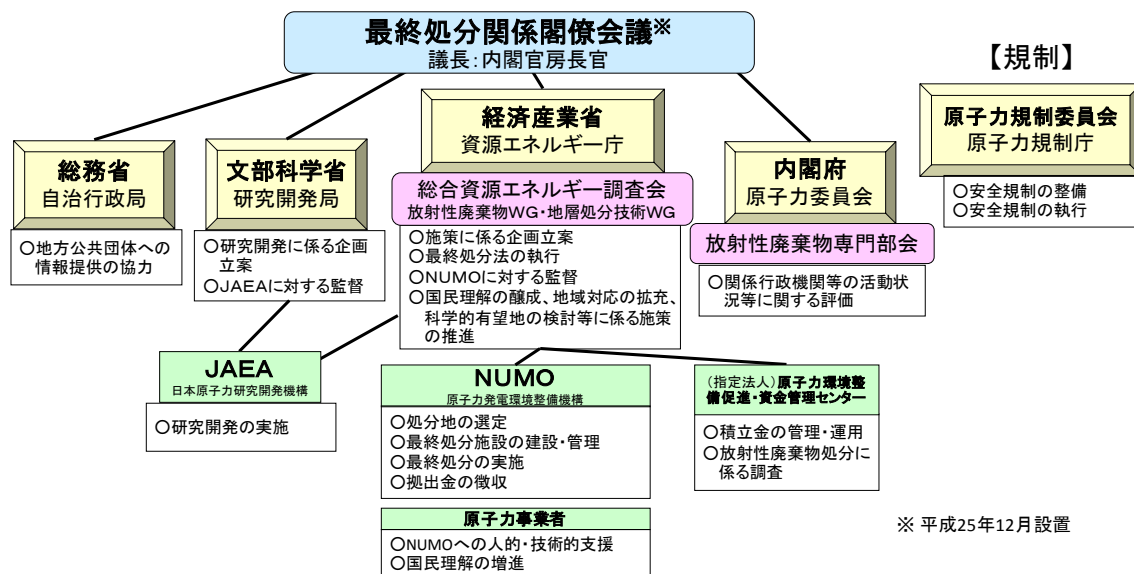 最終処分関係閣僚会議※
議長:内閣官房長官
【規制】
総務省
自治行政局
○地方公共団体への
情報提供の協力
文部科学省
研究開発局
○研究開発に係る企画
立案
○JAEAに対する監督
経済産業省
資源エネルギー庁
総合資源エネルギー調査会
放射性廃棄物WG・地層処分技術WG
○施策に係る企画立案
○最終処分法の執行
○NUMOに対する監督
○国民理解の醸成、地域対応の拡充、
科学的有望地の検討等に係る施策
の推進
内閣府
原子力委員会
放射性廃棄物専門部会
○関係行政機関等の活動状
況等に関する評価
原子力規制委員会
原子力規制庁
○安全規制の整備
○安全規制の執行
JAEA
日本原子力研究開発機構
○研究開発の実施
NUMO
原子力発電環境整備機構
○処分地の選定
○最終処分施設の建設・管理
○最終処分の実施
○拠出金の徴収
(指定法人)原子力環境整
備促進・資金管理センター
○積立金の管理・運用
○放射性廃棄物処分に
係る調査
原子力事業者
○NUMOへの人的・技術的支援
○国民理解の増進
※ 平成25年12月設置